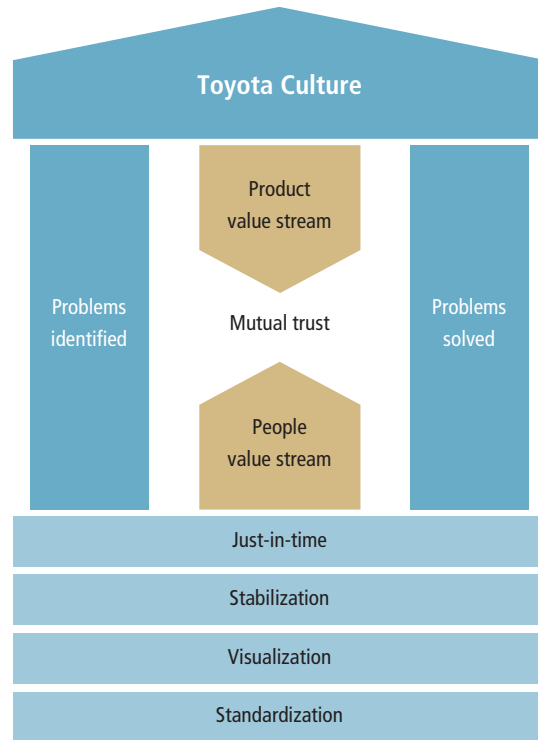 Toyota Culture
Product
value stream
Problems
identified
Mutual trust
Problems
solved
People
value stream
Just-in-time
Stabilization
Visualization
Standardization